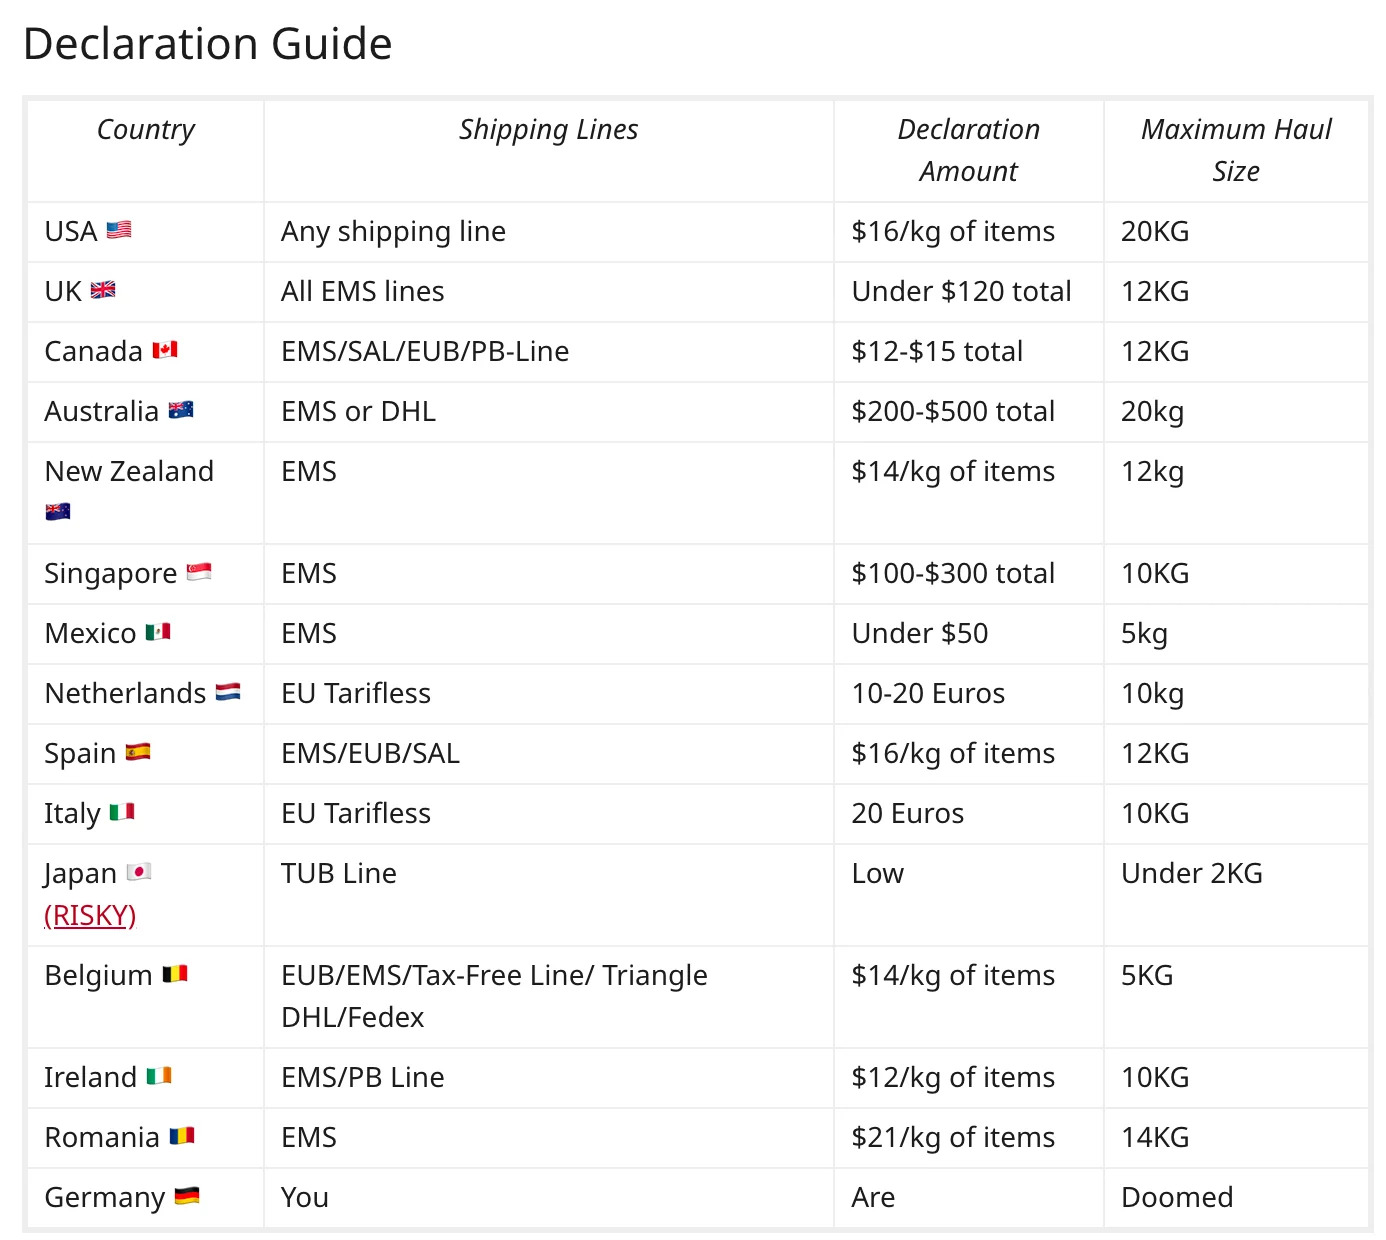 Declaration Guide
Country Shipping Lines Declaration Amount Maximum Haul Size
USA 🇺🇸 Any shipping line $16/kg of items 20KG
UK 🇬🇧 All EMS lines Under $120 total 12KG
Canada 🇨🇦 EMS/SAL/EUB/PB-Line $12-$15 total 12KG
Australia 🇦🇺 EMS or DHL $200-$500 total 20kg
New Zealand 🇳🇿 EMS $14/kg of items 12kg
Singapore 🇸🇬 EMS $100-$300 total 10KG
Mexico 🇲🇽 EMS Under $50 5kg
Netherlands 🇳🇱 EU Tarifless 10-20 Euros 10kg
Spain 🇪🇸 EMS/EUB/SAL $16/kg of items 12KG
Italy 🇮🇹 EU Tarifless 20 Euros 10KG
Japan 🇯🇵 (RISKY) TUB Line Low Under 2KG
Belgium 🇧🇪 EUB/EMS/Tax-Free Line/ Triangle DHL/Fedex $14/kg of items 5KG
Ireland 🇮🇪 EMS/PB Line $12/kg of items 10KG
Romania 🇷🇴 EMS $21/kg of items 14KG
Germany 🇩🇪 You Are Doomed